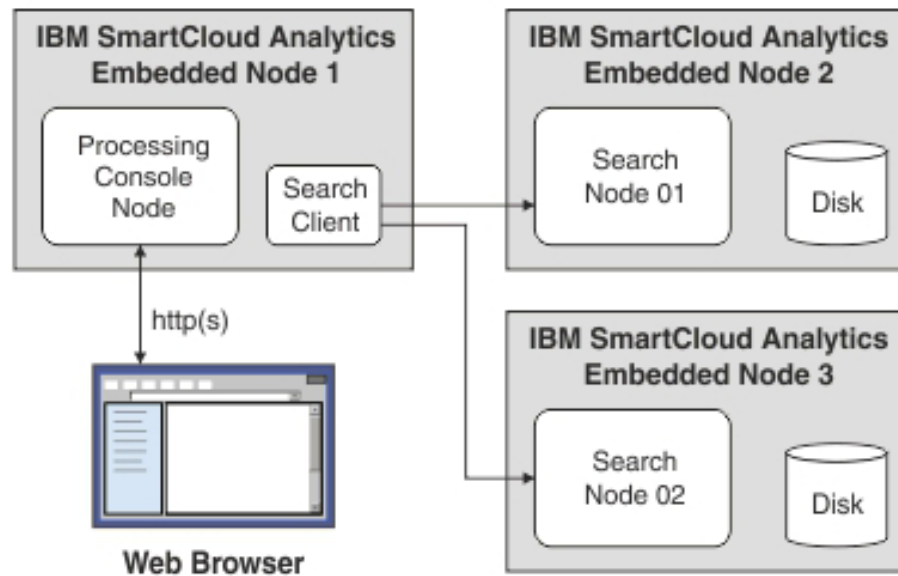 IBM SmartCloud Analytics
Embedded Node 1
Processing
Console
Node
Search
Client
http(s)
Web Browser
IBM SmartCloud Analytics
Embedded Node 2
Search
Node 01
Disk
IBM SmartCloud Analytics
Embedded Node 3
Search
Node 02
Disk